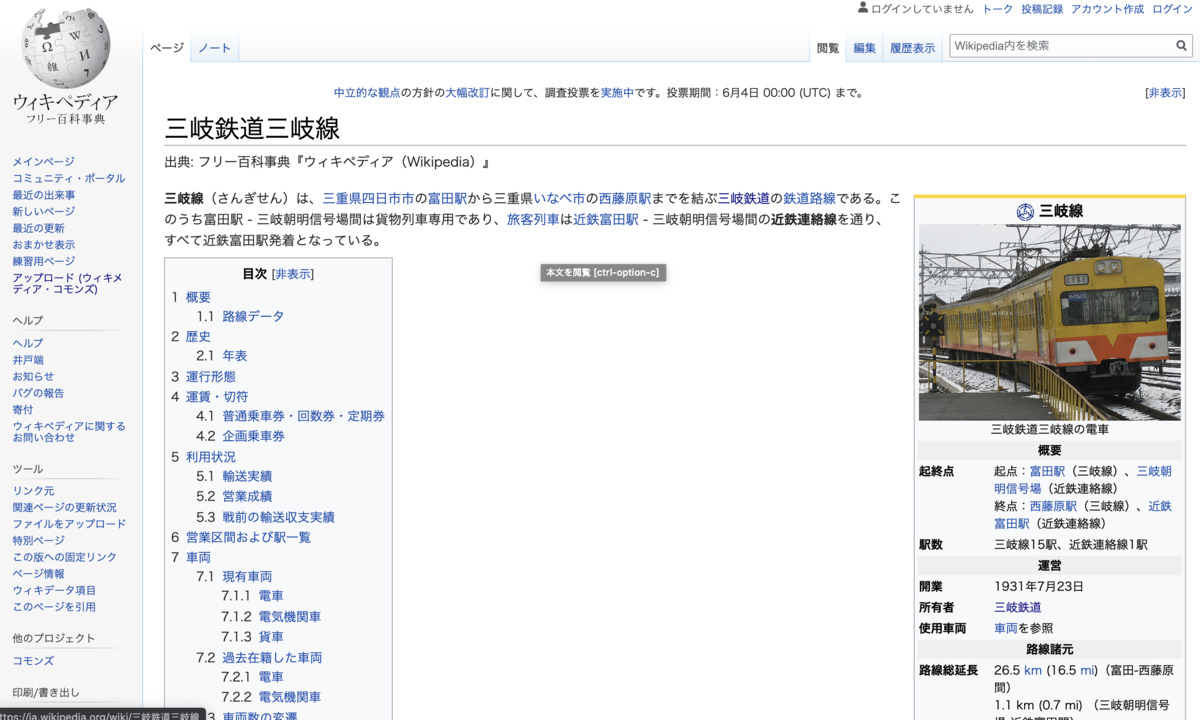 ログインしていません トーク 投稿記録 アカウント作成 ログイン
ページ ノート 閲覧 編集 履歴表示 Wikipedia内を検索
ウィキペディア
フリー百科事典
メインページ
コミュニティ・ポータル
最近の出来事
新しいページ
最近の更新
おまかせ表示
練習用ページ
アップロード (ウィキメ
ディア・コモンズ)
ヘルプ
ヘルプ
井戸端
お知らせ
バグの報告
寄付
ウィキペディアに関する
お問い合わせ
ツール
リンク元
関連ページの更新状況
ファイルをアップロード
特別ページ
この版への固定リンク
ページ情報
ウィキデータ項目
このページを引用
他のプロジェクト
コモンズ
印刷/書き出し
ttps://ja.wikipedia.org/wiki/三岐鉄道三岐線
中立的な観点の方針の大幅改訂に関して、調査投票を実施中です。投票期間：6月4日 00:00 (UTC) まで。 [非表示]
三岐鉄道三岐線
出典: フリー百科事典『ウィキペディア（Wikipedia）』
三岐線（さんぎせん）は、三重県四日市市の富田駅から三重県いなべ市の西藤原駅までを結ぶ三岐鉄道の鉄道路線である。こ
のうち富田駅 - 三岐朝明信号場間は貨物列車専用であり、旅客列車は近鉄富田駅 - 三岐朝明信号場間の近鉄連絡線を通り、
すべて近鉄富田駅発着となっている。
本文を閲覧 [ctrl-option-c]
目次 [非表示]
1 概要
1.1 路線データ
2 歴史
2.1 年表
3 運行形態
4 運賃・切符
4.1 普通乗車券・回数券・定期券
4.2 企画乗車券
5 利用状況
5.1 輸送実績
5.2 営業成績
5.3 戦前の輸送収支実績
6 営業区間および駅一覧
7 車両
7.1 現有車両
7.1.1 電車
7.1.2 電気機関車
7.1.3 貨車
7.2 過去在籍した車両
7.2.1 電車
7.2.2 電気機関車
3 車両数の変遷
三岐線
三岐鉄道三岐線の電車
概要
起終点 起点：富田駅（三岐線）、三岐朝
明信号場（近鉄連絡線）
終点：西藤原駅（三岐線）、近鉄
富田駅（近鉄連絡線）
駅数 三岐線15駅、近鉄連絡線1駅
運営
開業 1931年7月23日
所有者 三岐鉄道
使用車両 車両を参照
路線諸元
路線総延長 26.5 km (16.5 mi)（富田-西藤原
間）
1.1 km (0.7 mi) （三岐朝明信号
場-近鉄富田間）